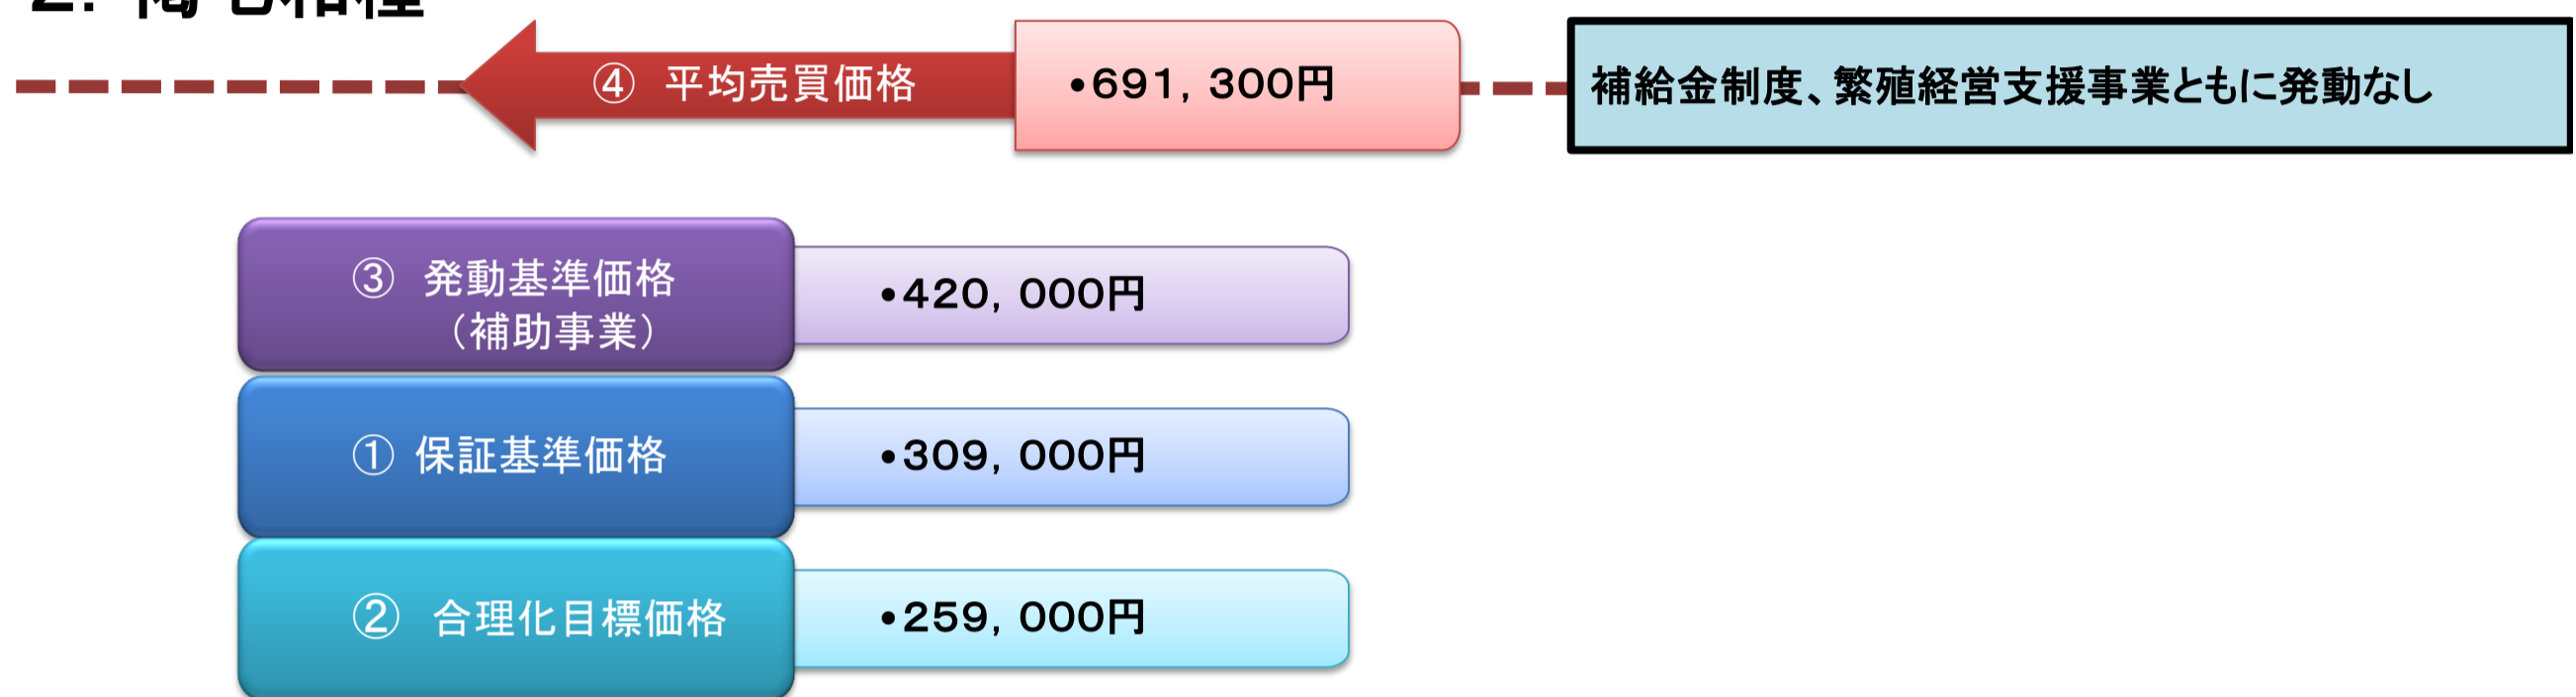 ④ 平均売買価格
•691, 300円
補給金制度、繁殖経営支援事業ともに発動なし
③ 発動基準価格
（補助事業）
•420, 000円
① 保証基準価格
•309, 000円
② 合理化目標価格
•259, 000円